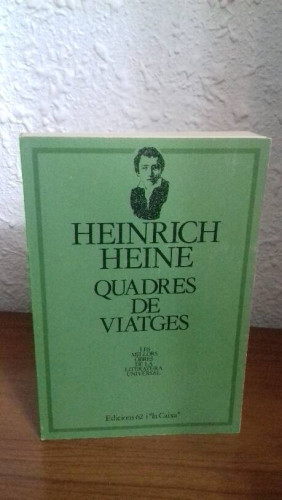 HEINRICH
HEINE
QUADRES
DE
VIATGES
LES
MILLORS
OBRES
DE LA
LITERATURA
UNIVERSAL
Edicions 62 i "la Caixa"